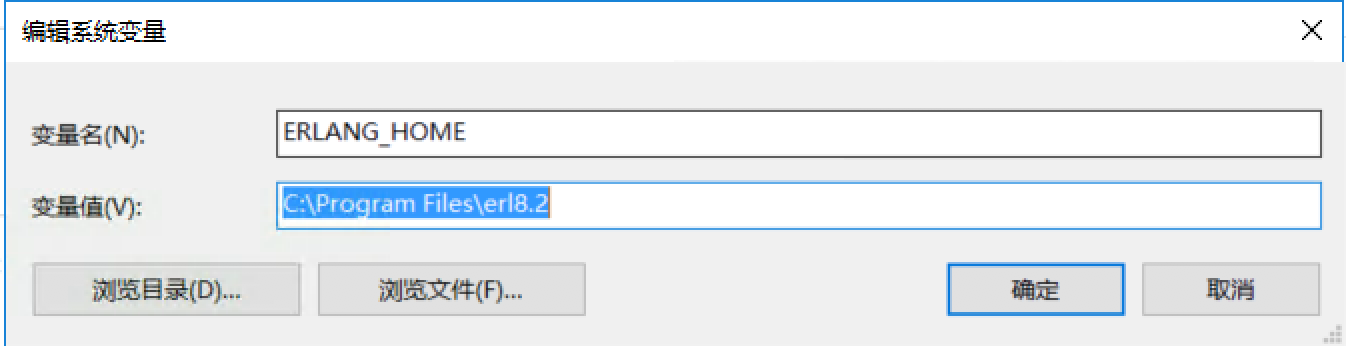 编辑系统变量
变量名(N):
ERLANG_HOME
变量值(V):
C:\Program Files\erl8.2
浏览目录(D)...
浏览文件(F)...
确定
取消